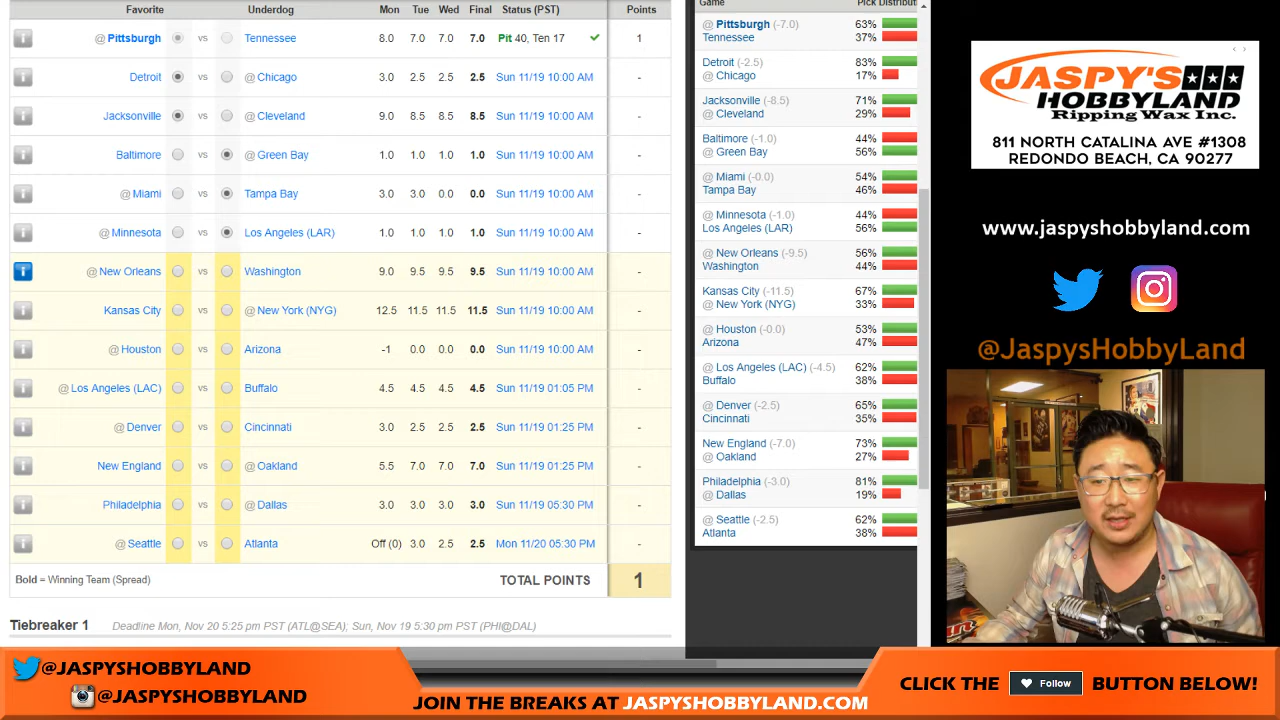 Favorite Underdog Mon Tue Wed Final Status (PST) Points
@ Pittsburgh vs Tennessee 8.0 7.0 7.0 7.0 Pit 40, Ten 17 1
Detroit vs @ Chicago 3.0 2.5 2.5 2.5 Sun 11/19 10:00 AM -
Jacksonville vs @ Cleveland 9.0 8.5 8.5 8.5 Sun 11/19 10:00 AM -
Baltimore vs @ Green Bay 1.0 1.0 1.0 1.0 Sun 11/19 10:00 AM -
@ Miami vs Tampa Bay 3.0 3.0 0.0 0.0 Sun 11/19 10:00 AM -
@ Minnesota vs Los Angeles (LAR) 1.0 1.0 1.0 1.0 Sun 11/19 10:00 AM -
@ New Orleans vs Washington 9.0 9.5 9.5 9.5 Sun 11/19 10:00 AM -
Kansas City vs @ New York (NYG) 12.5 11.5 11.5 11.5 Sun 11/19 10:00 AM -
@ Houston vs Arizona -1 0.0 0.0 0.0 Sun 11/19 10:00 AM -
@ Los Angeles (LAC) vs Buffalo 4.5 4.5 4.5 4.5 Sun 11/19 01:05 PM -
@ Denver vs Cincinnati 3.0 2.5 2.5 2.5 Sun 11/19 01:25 PM -
New England vs @ Oakland 5.5 7.0 7.0 7.0 Sun 11/19 01:25 PM -
Philadelphia vs @ Dallas 3.0 3.0 3.0 3.0 Sun 11/19 05:30 PM -
@ Seattle vs Atlanta Off (0) 3.0 2.5 2.5 Mon 11/20 05:30 PM -
Bold = Winning Team (Spread) TOTAL POINTS 1
Tiebreaker 1 Deadline Mon, Nov 20 5:25 pm PST (ATL@SEA); Sun, Nov 19 5:30 pm PST (PHI@DAL)
Game Pick Distribut
@ Pittsburgh (-7.0) 63%
Tennessee 37%
Detroit (-2.5) 83%
@ Chicago 17%
Jacksonville (-8.5) 71%
@ Cleveland 29%
Baltimore (-1.0) 44%
@ Green Bay 56%
@ Miami (-0.0) 54%
Tampa Bay 46%
@ Minnesota (-1.0) 44%
Los Angeles (LAR) 56%
@ New Orleans (-9.5) 56%
Washington 44%
Kansas City (-11.5) 67%
@ New York (NYG) 33%
@ Houston (-0.0) 53%
Arizona 47%
@ Los Angeles (LAC) (-4.5) 62%
Buffalo 38%
@ Denver (-2.5) 65%
Cincinnati 35%
New England (-7.0) 73%
@ Oakland 27%
Philadelphia (-3.0) 81%
@ Dallas 19%
@ Seattle (-2.5) 62%
Atlanta 38%
JASPY'S
HOBBYLAND
Ripping Wax Inc.
811 NORTH CATALINA AVE #1308
REDONDO BEACH, CA 90277
www.jaspyshobbyland.com
@JaspysHobbyLand
@JASPYSHOBBYLAND
@JASPYSHOBBYLAND
JOIN THE BREAKS AT JASPYSHOBBYLAND.COM
CLICK THE Follow BUTTON BELOW!